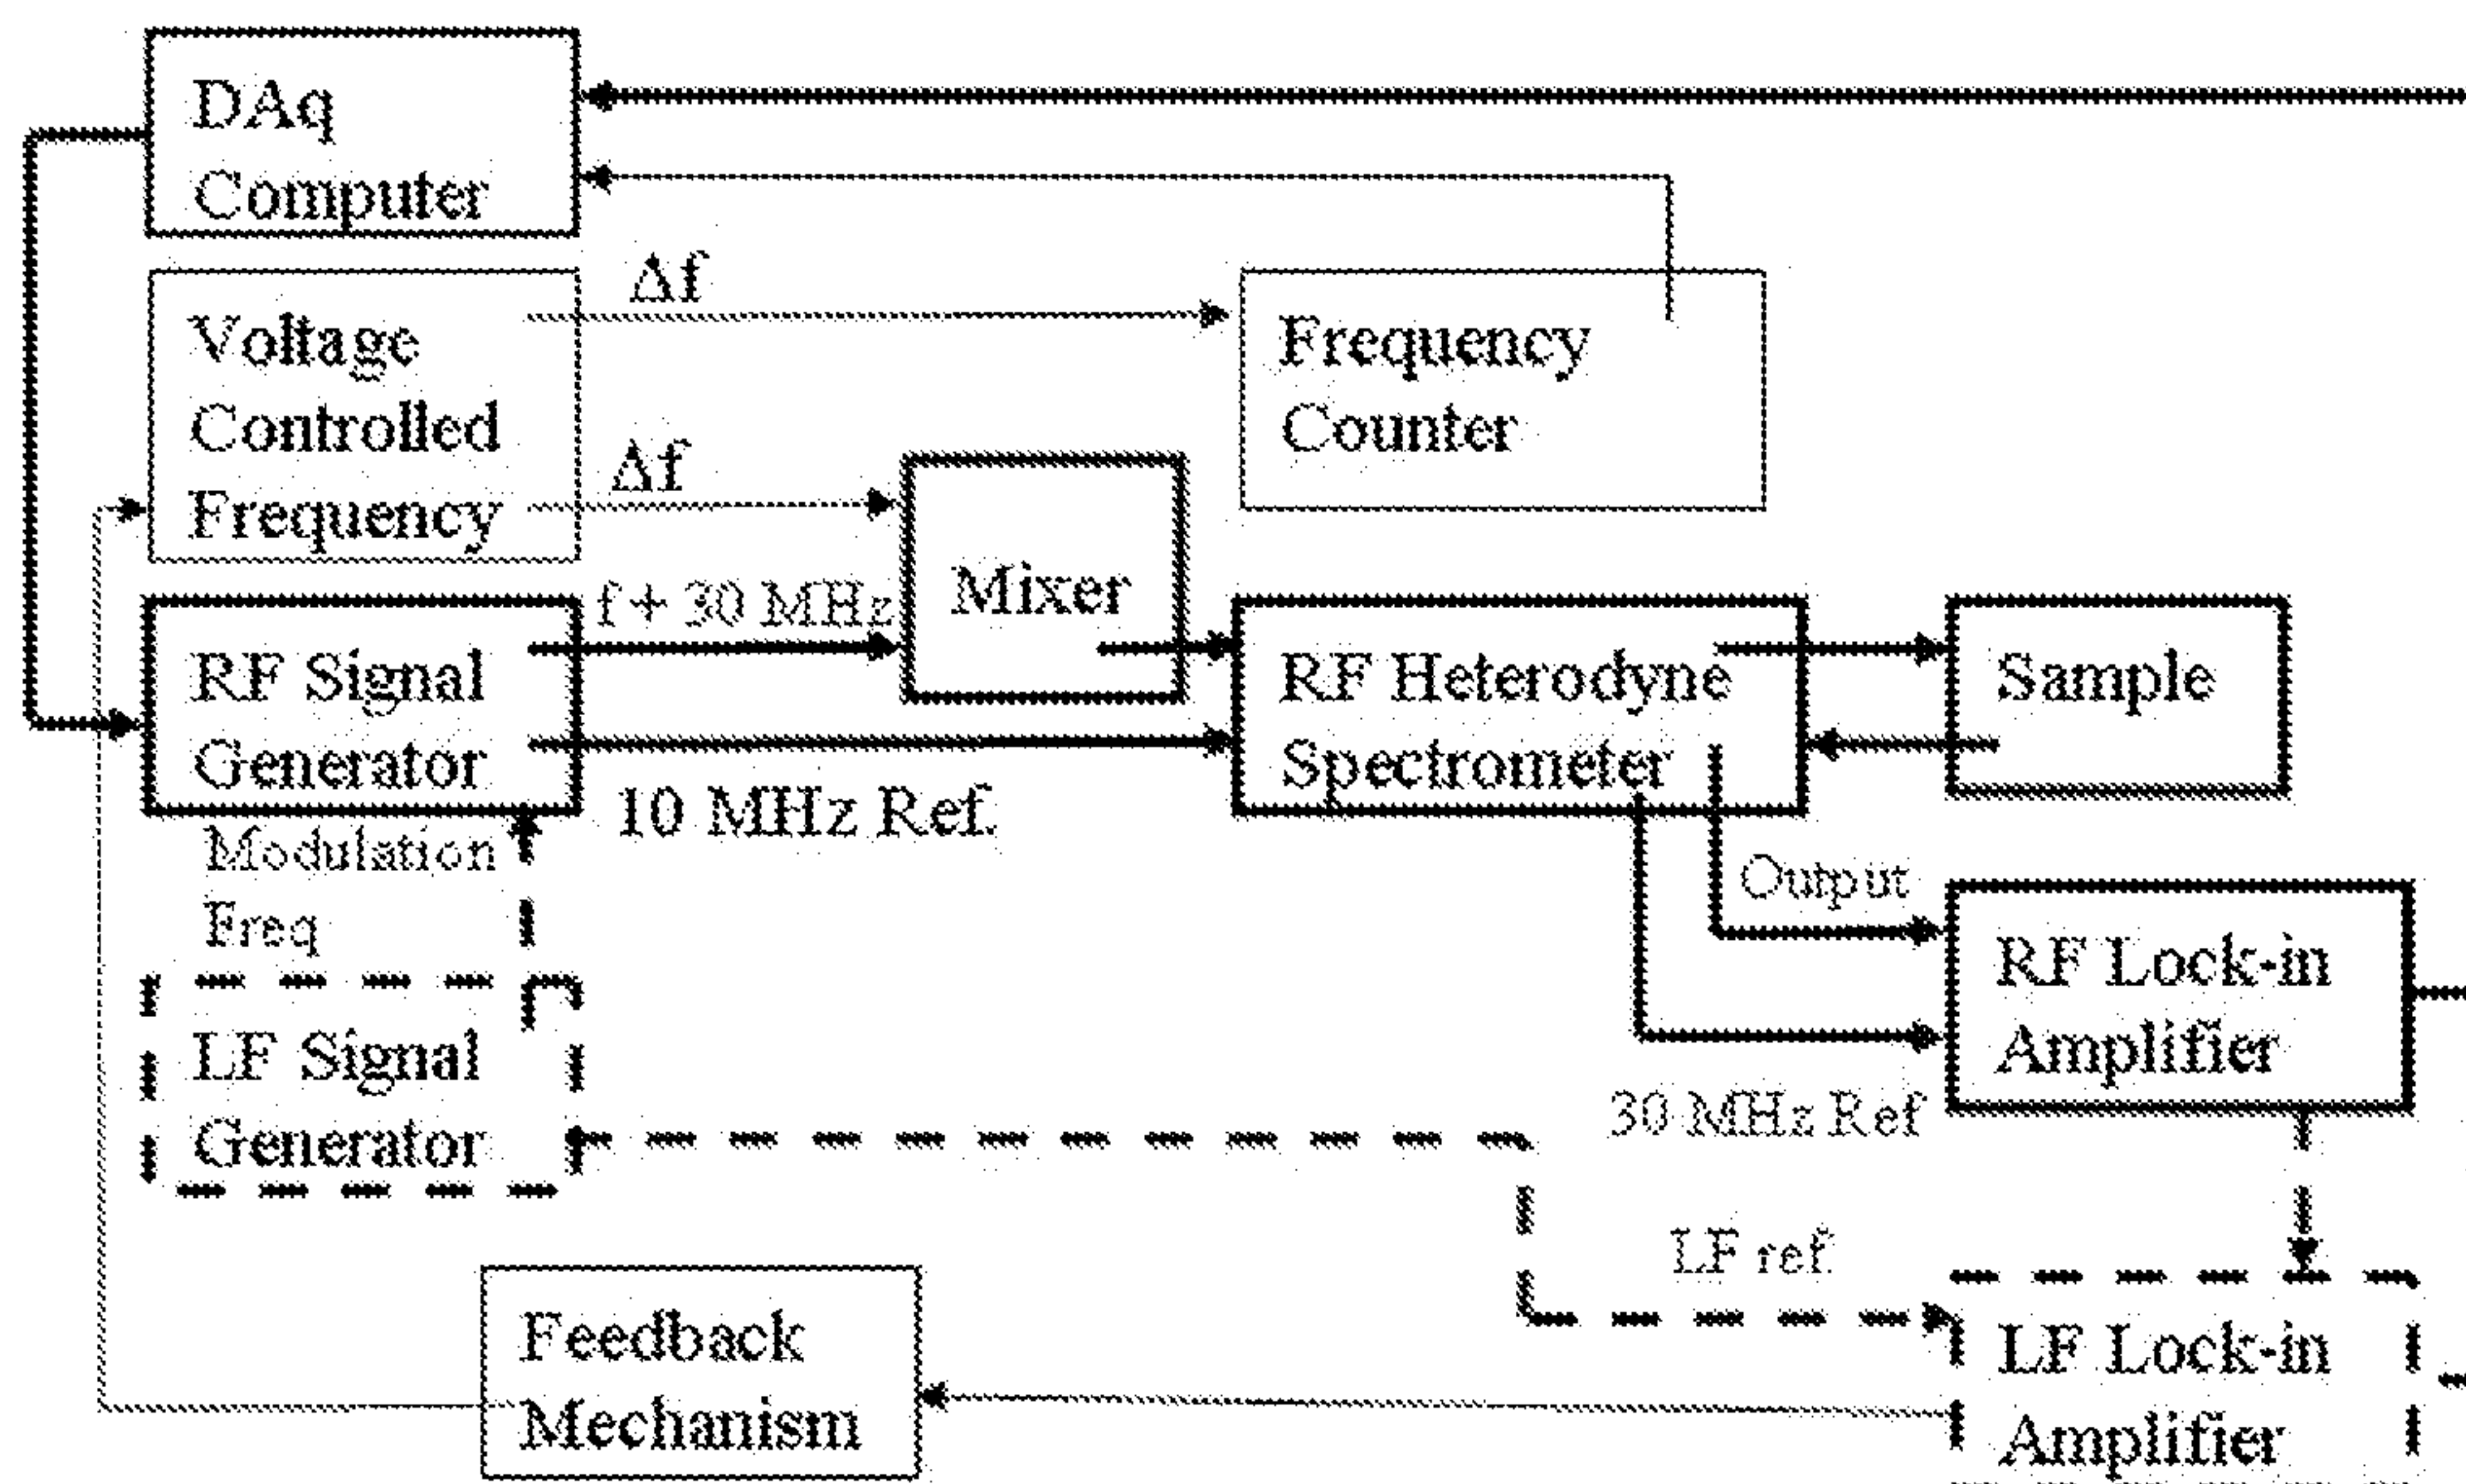 DAq
Computer
Δf
Voltage
Controlled
Frequency
Frequency
Counter
Δf
Mixer
f + 30 MHz
RF Signal
Generator
RF Heterodyne
Spectrometer
Sample
10 MHz Ref.
Modulation
Freq
Output
RF Lock-in
Amplifier
LF Signal
Generator
30 MHz Ref
LF ref.
Feedback
Mechanism
LF Lock-in
Amplifier